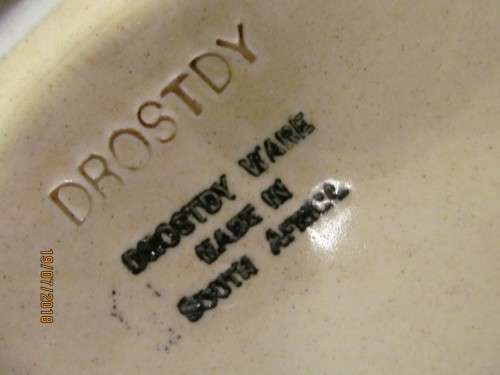 DROSTDY
DROSTDY WARE
MADE IN
SOUTH AFRICA
19/07/2018